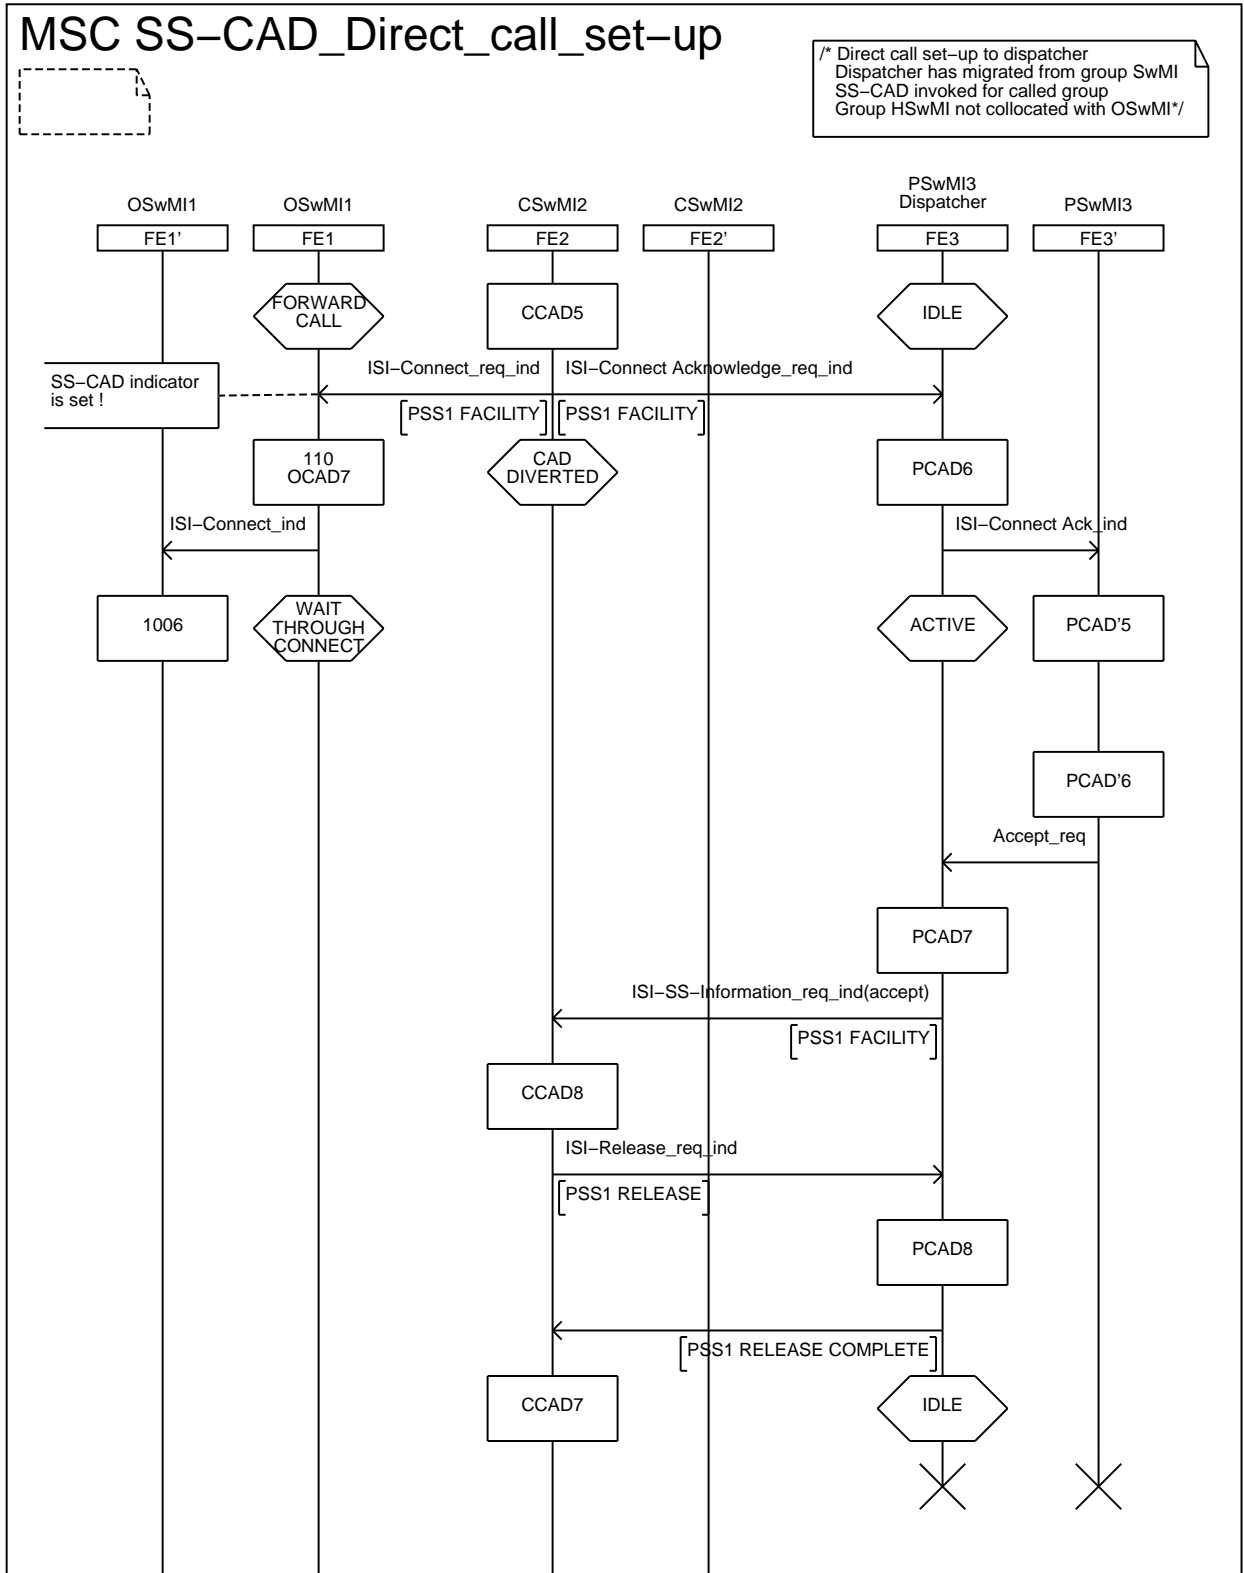 MSC SS−CAD_Direct_call_set−up
/* Direct call set−up to dispatcher
Dispatcher has migrated from group SwMI
SS−CAD invoked for called group
Group HSwMI not collocated with OSwMI*/
OSwMI1
OSwMI1
CSwMI2
CSwMI2
PSwMI3
Dispatcher
PSwMI3
FE1'
FE1
FE2
FE2'
FE3
FE3'
FORWARD
CALL
CCAD5
IDLE
ISI−Connect_req_ind
ISI−Connect Acknowledge_req_ind
SS−CAD indicator
is set !
PSS1 FACILITY
PSS1 FACILITY
110
OCAD7
CAD
DIVERTED
PCAD6
ISI−Connect_ind
ISI−Connect Ack_ind
1006
WAIT
THROUGH
CONNECT
ACTIVE
PCAD'5
PCAD'6
Accept_req
PCAD7
ISI−SS−Information_req_ind(accept)
PSS1 FACILITY
CCAD8
ISI−Release_req_ind
PSS1 RELEASE
PCAD8
PSS1 RELEASE COMPLETE
CCAD7
IDLE